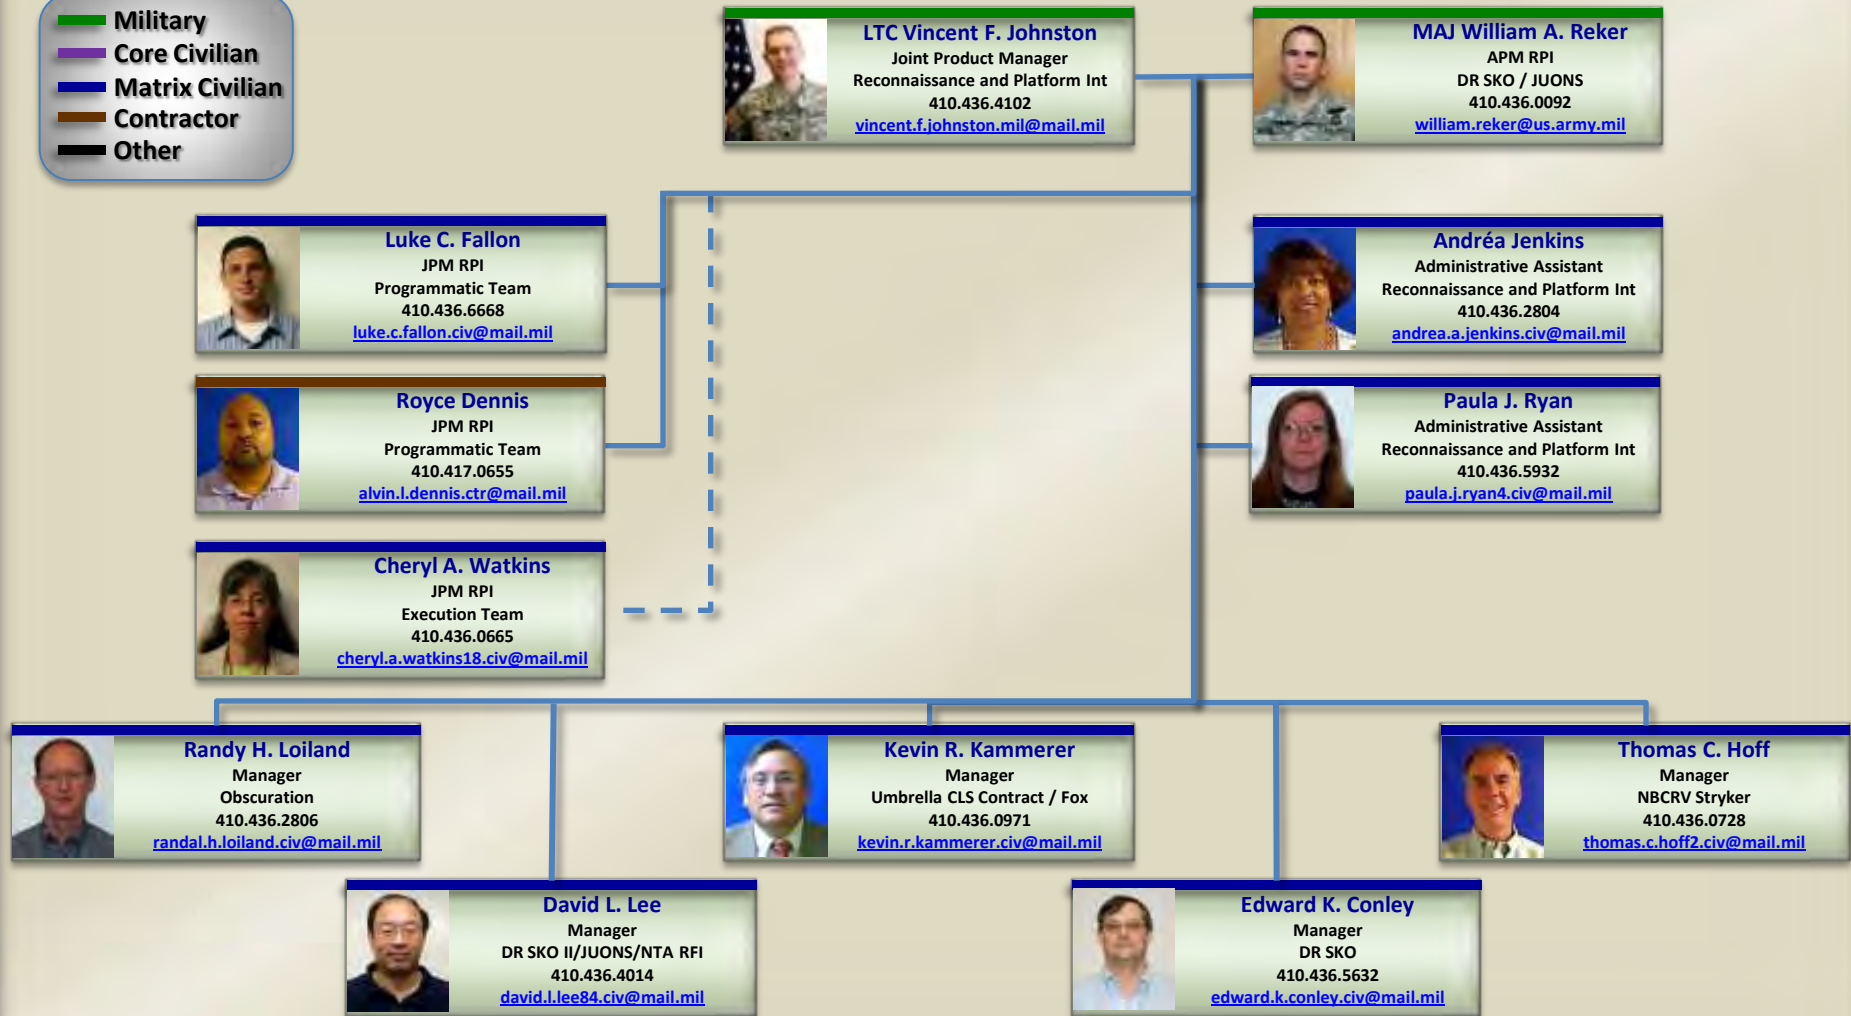 Military
Core Civilian
Matrix Civilian
Contractor
Other
LTC Vincent F. Johnston
Joint Product Manager
Reconnaissance and Platform Int
410.436.4102
vincent.f.johnston.mil@mail.mil
MAJ William A. Reker
APM RPI
DR SKO / JUONS
410.436.0092
william.reker@us.army.mil
Luke C. Fallon
JPM RPI
Programmatic Team
410.436.6668
luke.c.fallon.civ@mail.mil
Andréa Jenkins
Administrative Assistant
Reconnaissance and Platform Int
410.436.2804
andrea.a.jenkins.civ@mail.mil
Royce Dennis
JPM RPI
Programmatic Team
410.417.0655
alvin.l.dennis.ctr@mail.mil
Paula J. Ryan
Administrative Assistant
Reconnaissance and Platform Int
410.436.5932
paula.j.ryan4.civ@mail.mil
Cheryl A. Watkins
JPM RPI
Execution Team
410.436.0665
cheryl.a.watkins18.civ@mail.mil
Randy H. Loiland
Manager
Obscuration
410.436.2806
randal.h.loiland.civ@mail.mil
Kevin R. Kammerer
Manager
Umbrella CLS Contract / Fox
410.436.0971
kevin.r.kammerer.civ@mail.mil
Thomas C. Hoff
Manager
NBCRV Stryker
410.436.0728
thomas.c.hoff2.civ@mail.mil
David L. Lee
Manager
DR SKO II/JUONS/NTA RFI
410.436.4014
david.l.lee84.civ@mail.mil
Edward K. Conley
Manager
DR SKO
410.436.5632
edward.k.conley.civ@mail.mil